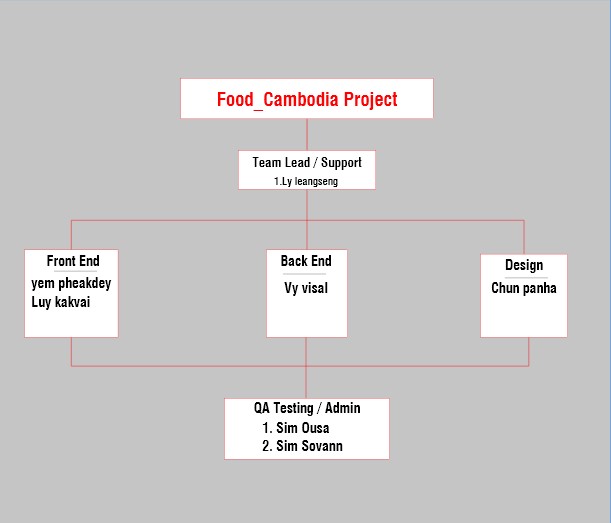 Food_Cambodia Project
Team Lead / Support
1.Ly leangseng
Front End
yem pheakdey
Luy kakvai
Back End
Vy visal
Design
Chun panha
QA Testing / Admin
1. Sim Ousa
2. Sim Sovann